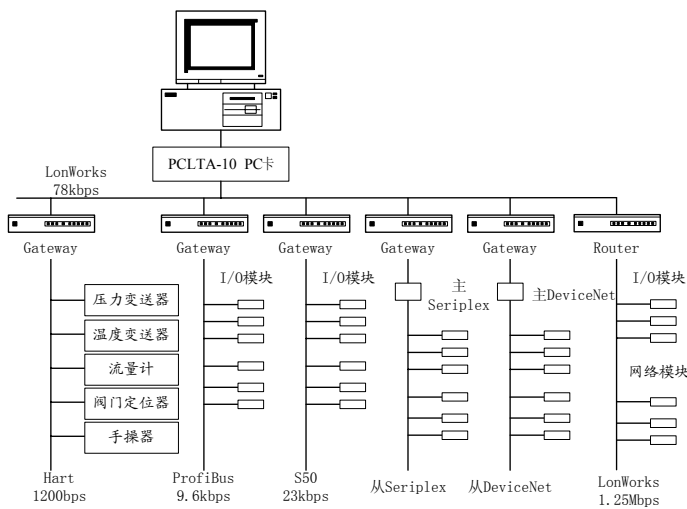 PCLTA-10 PC卡
LonWorks
78kbps
Gateway
Gateway
Gateway
Gateway
Gateway
Router
I/O模块
I/O模块
主
Seriplex
主DeviceNet
I/O模块
压力变送器
温度变送器
流量计
阀门定位器
手操器
网络模块
Hart
1200bps
ProfiBus
9.6kbps
S50
23kbps
从Seriplex
从DeviceNet
LonWorks
1.25Mbps